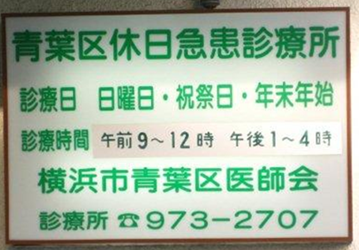 青葉区休日急患診療所
診療日 日曜日・祝祭日・年末年始
診療時間 午前9〜12時 午後1〜4時
横浜市青葉区医師会
診療所 ☎973-2707